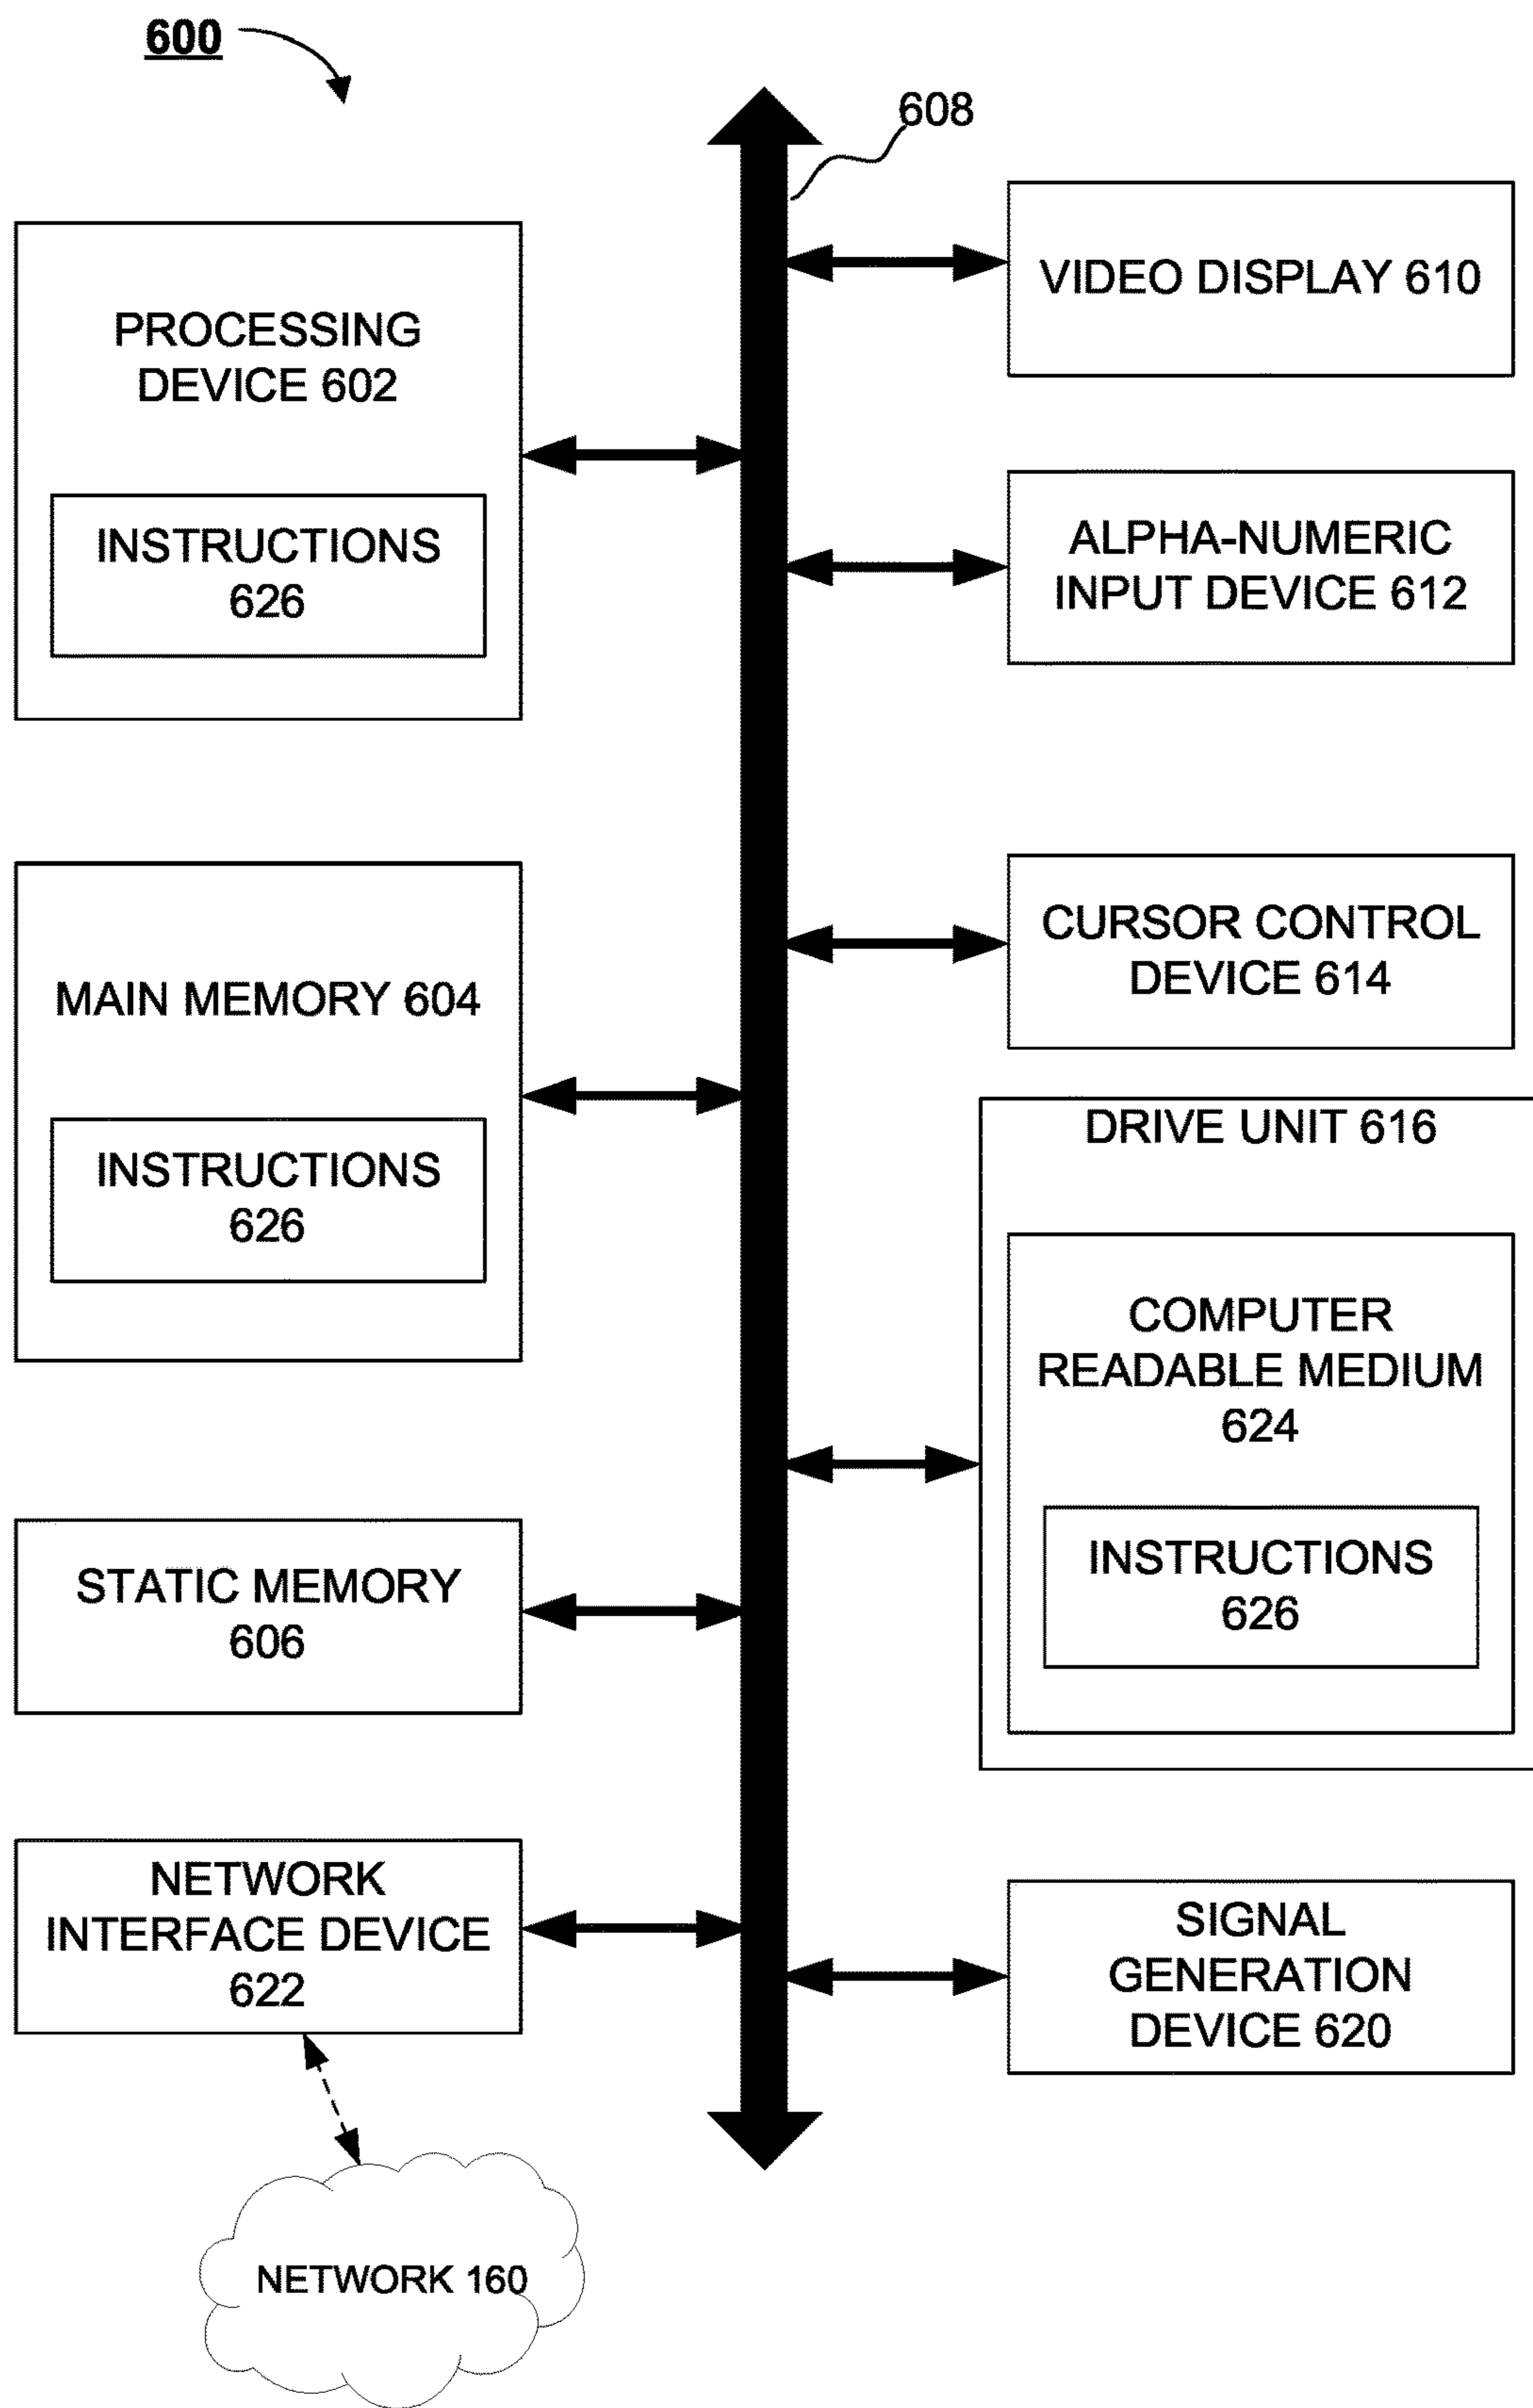 600
608
PROCESSING
DEVICE 602
INSTRUCTIONS
626
MAIN MEMORY 604
INSTRUCTIONS
626
STATIC MEMORY
606
NETWORK
INTERFACE DEVICE
622
NETWORK 160
VIDEO DISPLAY 610
ALPHA-NUMERIC
INPUT DEVICE 612
CURSOR CONTROL
DEVICE 614
DRIVE UNIT 616
COMPUTER
READABLE MEDIUM
624
INSTRUCTIONS
626
SIGNAL
GENERATION
DEVICE 620